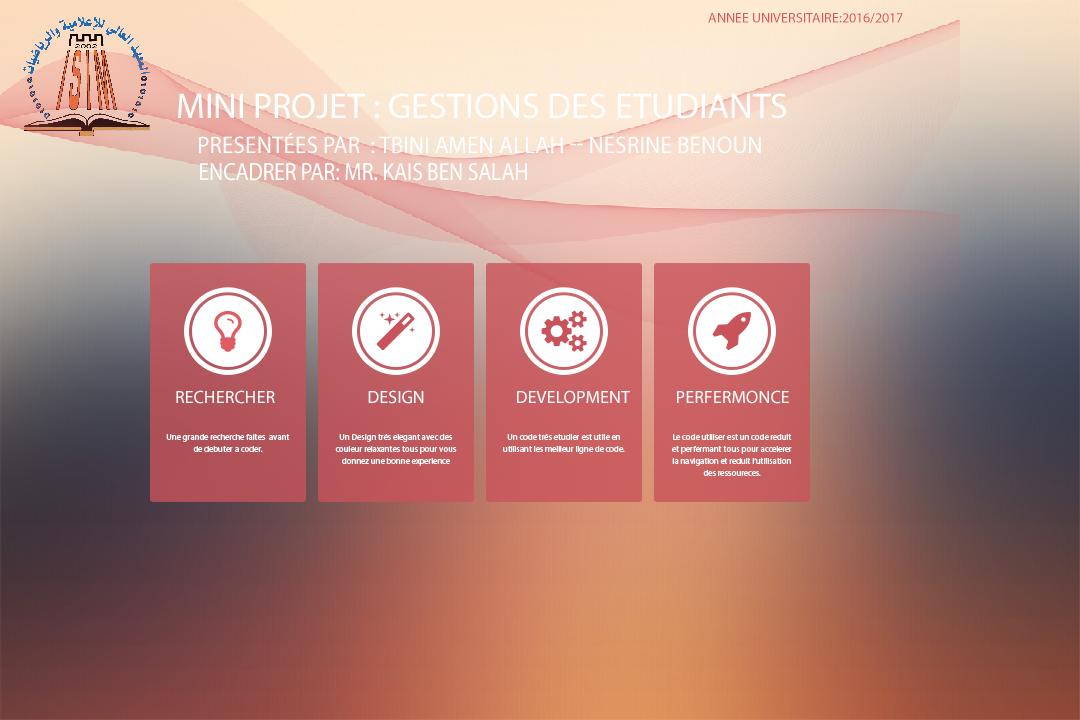 ANNEE UNIVERSITAIRE:2016/2017
المعهد العالي للإعلامية والرياضيات
2002
ISIM
MINI PROJET : GESTIONS DES ETUDIANTS
PRESENTÉES PAR : TBINI AMEN ALLAH -- NESRINE BENOUN
ENCADRER PAR: MR. KAIS BEN SALAH
RECHERCHER
Une grande recherche faites avant
de debuter a coder.
DESIGN
Un Design trés elegant avec des
couleur relaxantes tous pour vous
donnez une bonne experience
DEVELOPMENT
Un code trés etudier est utile en
utilisant les meilleur ligne de code.
PERFERMONCE
Le code utiliser est un code reduit
et perfermant tous pour accelerer
la navigation et reduit l'utilisation
des ressoureces.